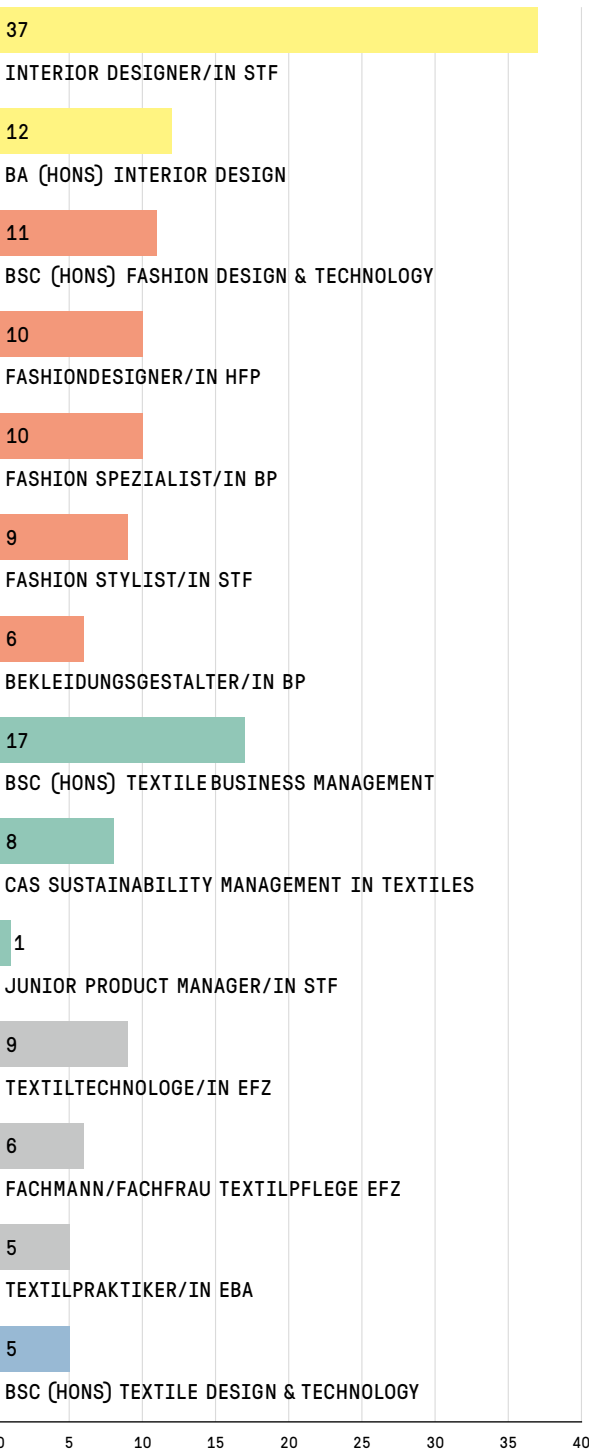 37
INTERIOR DESIGNER/IN STF
12
BA (HONS) INTERIOR DESIGN
11
BSC (HONS) FASHION DESIGN & TECHNOLOGY
10
FASHIONDESIGNER/IN HFP
10
FASHION SPEZIALIST/IN BP
9
FASHION STYLIST/IN STF
6
BEKLEIDUNGSGESTALTER/IN BP
17
BSC (HONS) TEXTILE BUSINESS MANAGEMENT
8
CAS SUSTAINABILITY MANAGEMENT IN TEXTILES
1
JUNIOR PRODUCT MANAGER/IN STF
9
TEXTILTECHNOLOGE/IN EFZ
6
FACHMANN/FACHFRAU TEXTILPFLEGE EFZ
5
TEXTILPRAKTIKER/IN EBA
5
BSC (HONS) TEXTILE DESIGN & TECHNOLOGY
0 5 10 15 20 25 30 35 40